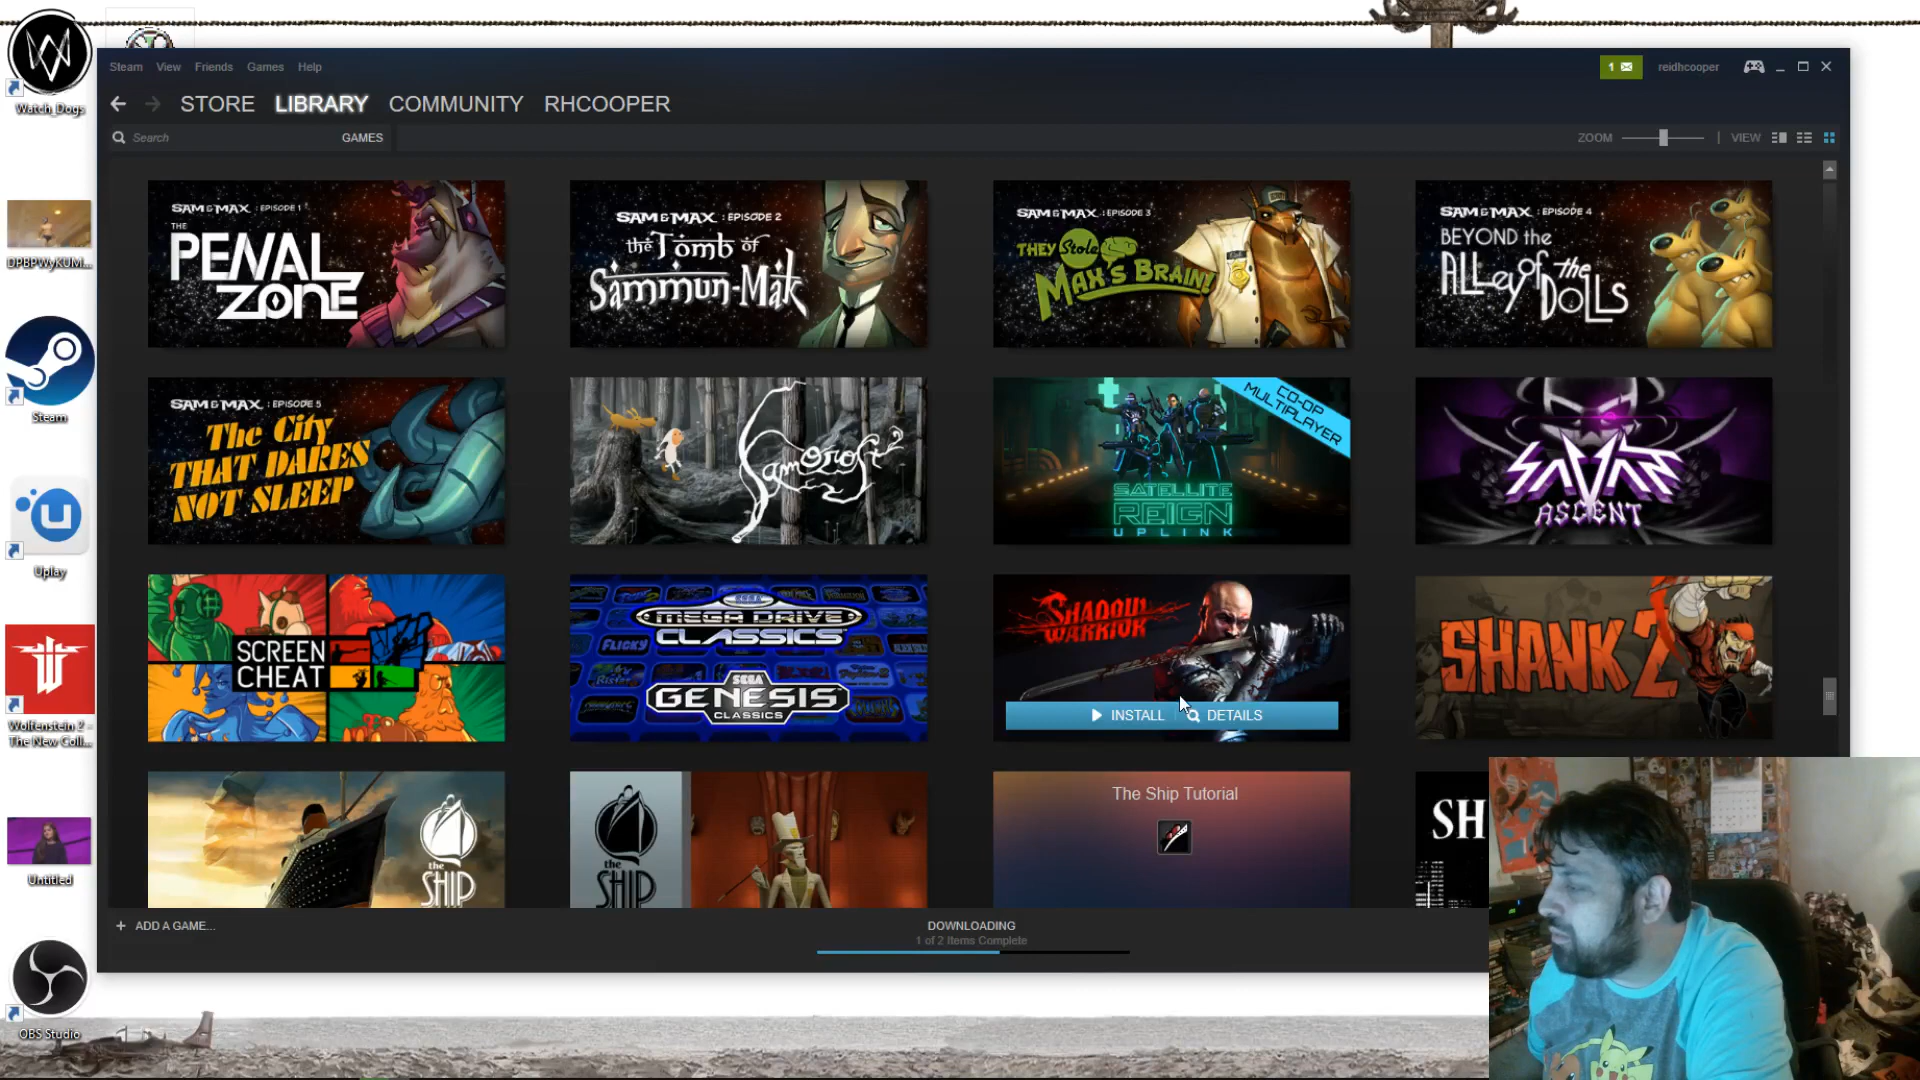 Steam View Friends Games Help
1
reidhcooper
STORE LIBRARY COMMUNITY RHCOOPER
Search GAMES
ZOOM | VIEW
SAM & MAX : EPISODE 1
THE
PENAL
ZONE
SAM & MAX : EPISODE 2
the Tomb of
Sammun-Mak
SAM & MAX : EPISODE 3
THEY Stole
MAX'S BRAIN!
SAM & MAX : EPISODE 4
BEYOND the
ALLey of the
DOLLS
SAM & MAX : EPISODE 5
The City
THAT DARES
NOT SLEEP
Samorost 2
CO-OP
MULTIPLAYER
SATELLITE
REIGN
UPLINK
SAVANT
ASCENT
SCREEN
CHEAT
SEGA
MEGA DRIVE
CLASSICS
FLICKY
SEGA
GENESIS
CLASSICS
SHADOW
WARRIOR
INSTALL DETAILS
SHANK 2
the
SHIP
the
SHIP
The Ship Tutorial
SH
+ ADD A GAME...
DOWNLOADING
1 of 2 Items Complete
Watch_Dogs
DPBPWyKUM...
Steam
Uplay
Wolfenstein 2 -
The New Coll...
Untitled
OBS Studio